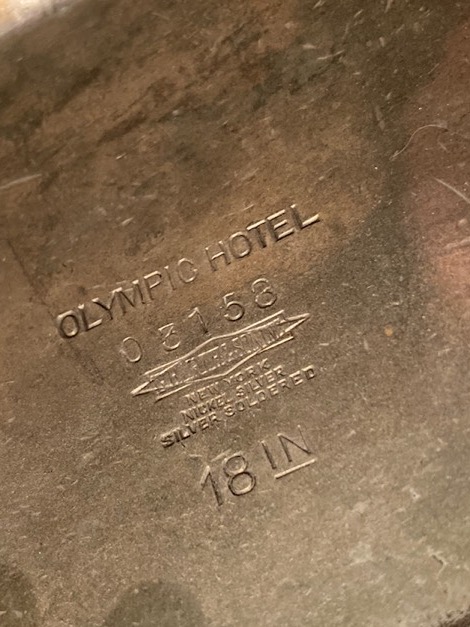 OLYMPIC HOTEL
03158
NEW YORK
NICKEL SILVER
SILVER SOLDERED
18 IN